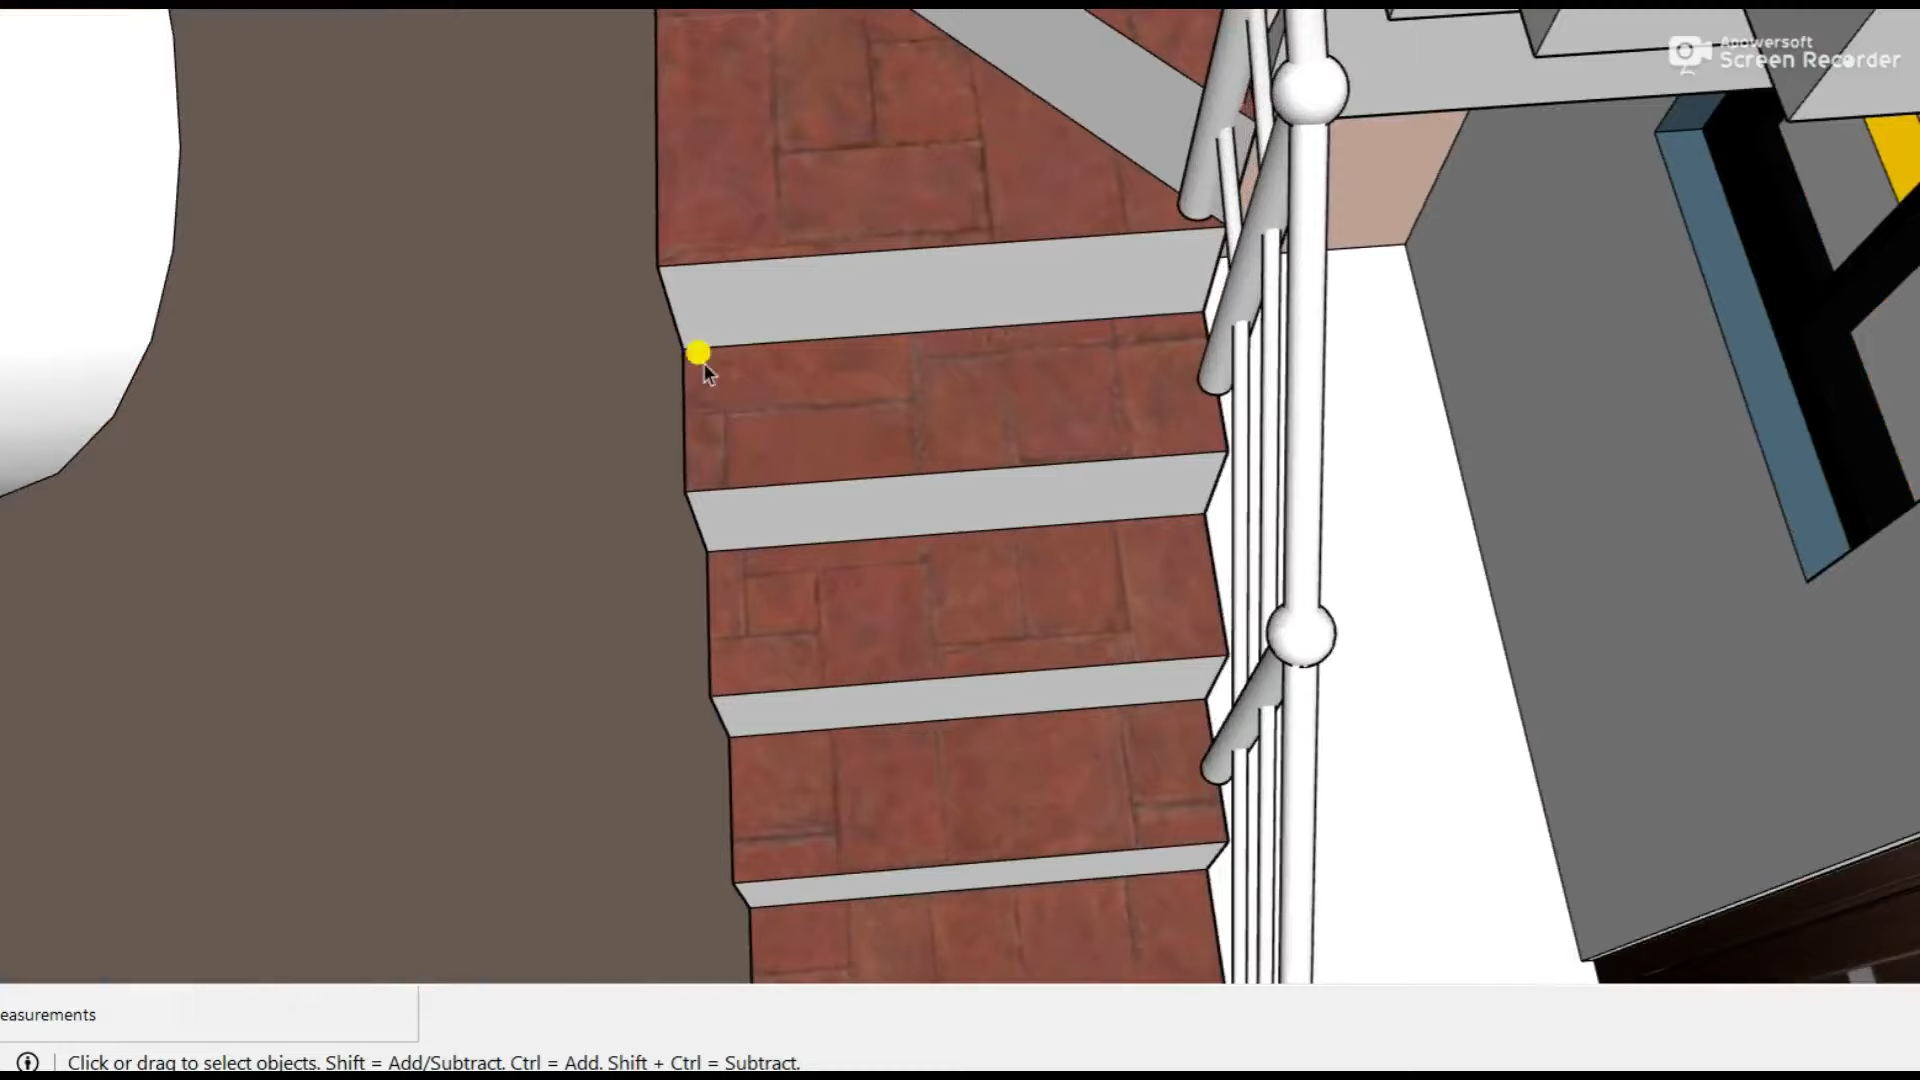 Apowersoft
Screen Recorder
easurements
Click or drag to select objects. Shift = Add/Subtract. Ctrl = Add. Shift + Ctrl = Subtract.